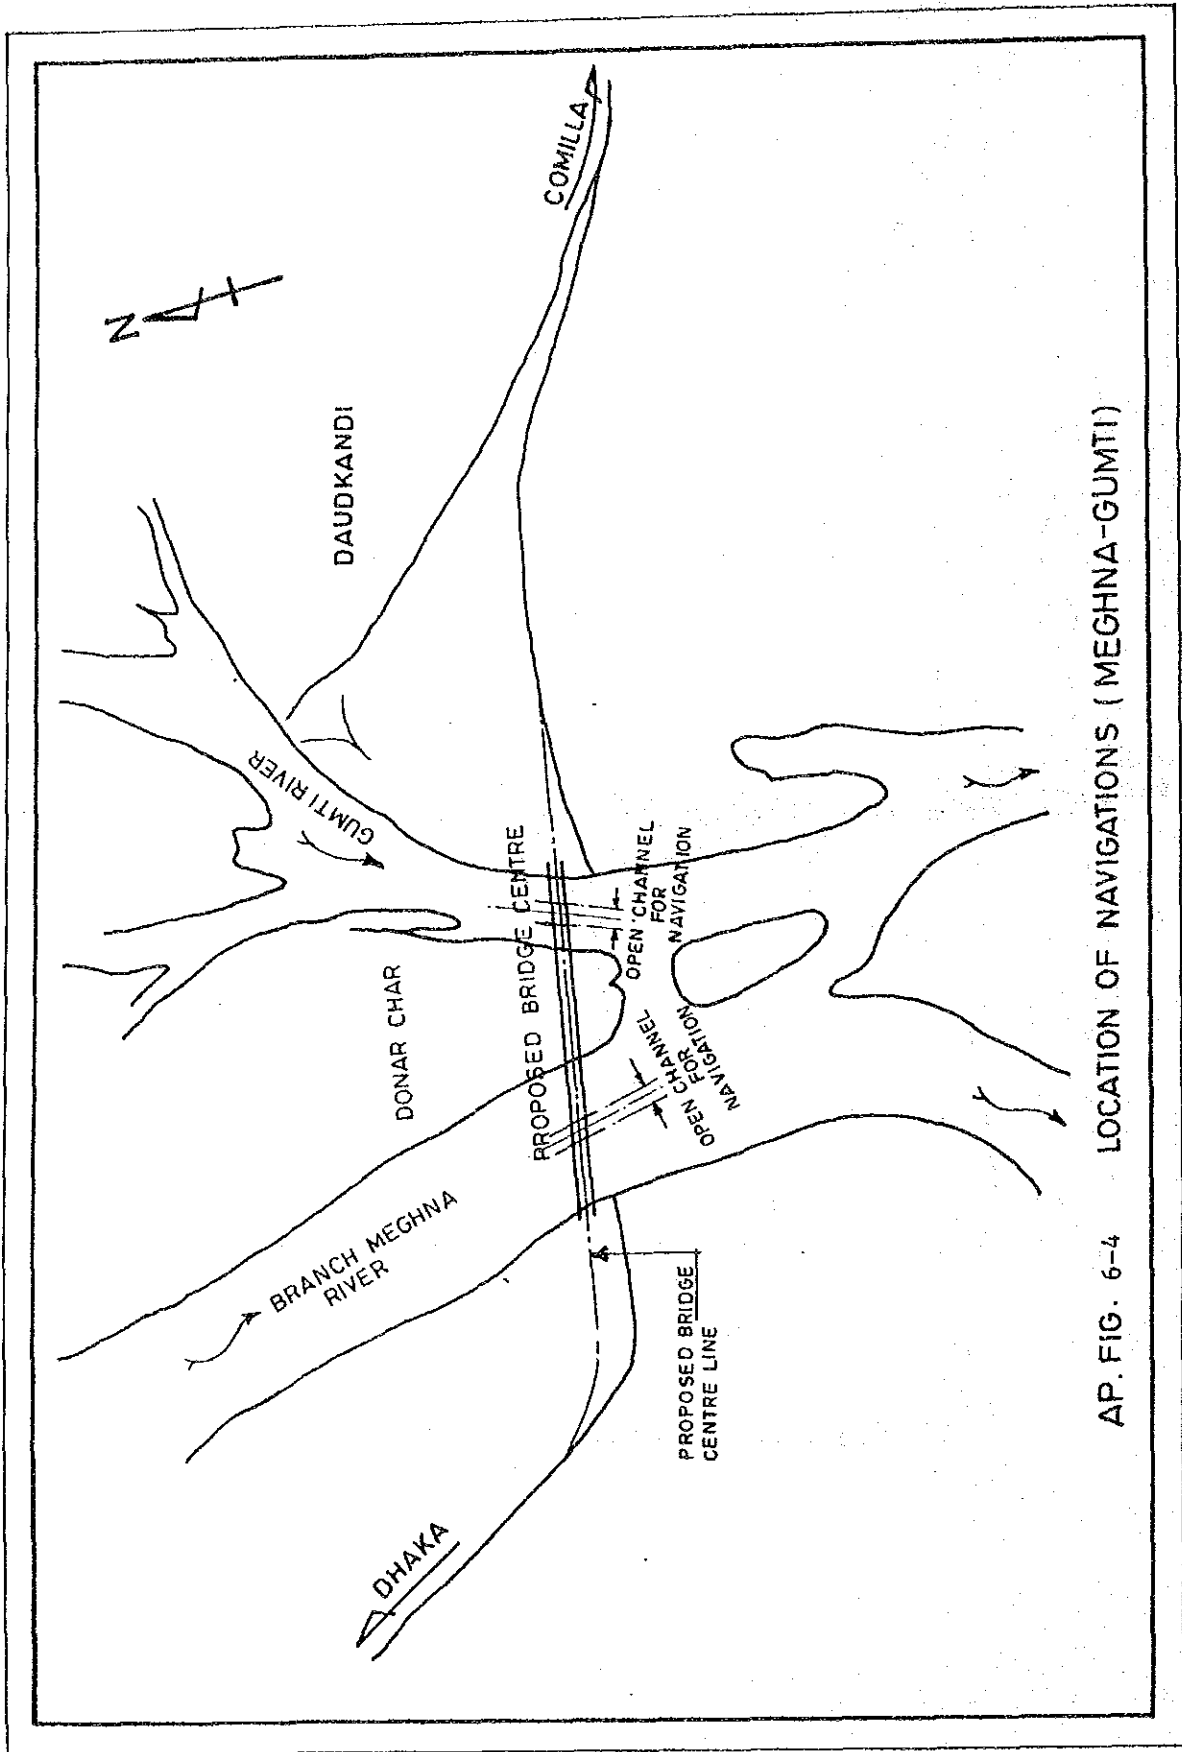 N
COMILLA
DAUDKANDI
GUMTI RIVER
DONAR CHAR
PROPOSED BRIDGE CENTRE
OPEN CHANNEL
FOR
NAVIGATION
OPEN CHANNEL
FOR
NAVIGATION
BRANCH MEGHNA
RIVER
PROPOSED BRIDGE
CENTRE LINE
DHAKA
AP. FIG. 6-4 LOCATION OF NAVIGATIONS (MEGHNA-GUMTI)